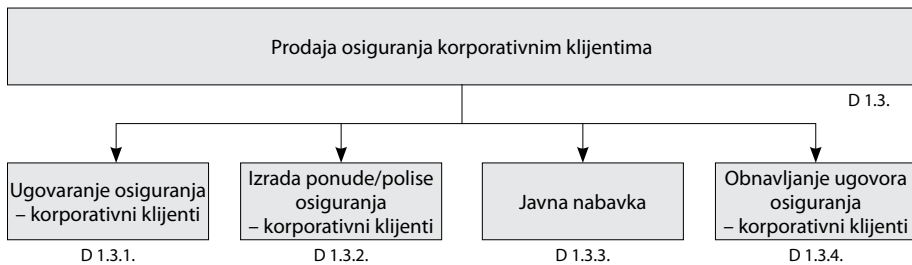 Prodaja osiguranja korporativnim klijentima
D 1.3.
Ugovaranje osiguranja
– korporativni klijenti
D 1.3.1.
Izrada ponude/polise
osiguranja
– korporativni klijenti
D 1.3.2.
Javna nabavka
D 1.3.3.
Obnavljanje ugovora
osiguranja
– korporativni klijenti
D 1.3.4.